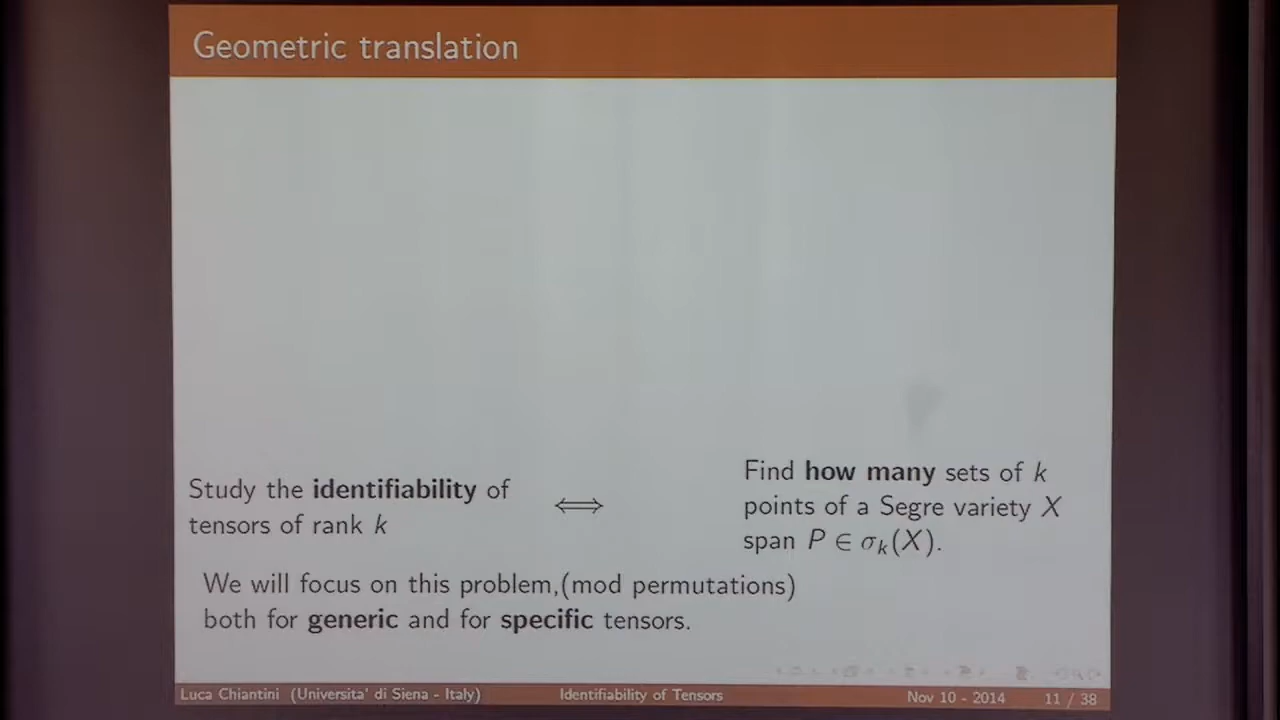 Geometric translation
Study the identifiability of
tensors of rank k
⟺
Find how many sets of k
points of a Segre variety X
span P ∈ σk(X).
We will focus on this problem,(mod permutations)
both for generic and for specific tensors.
Luca Chiantini (Universita' di Siena - Italy)
Identifiability of Tensors
Nov 10 - 2014
11 / 38